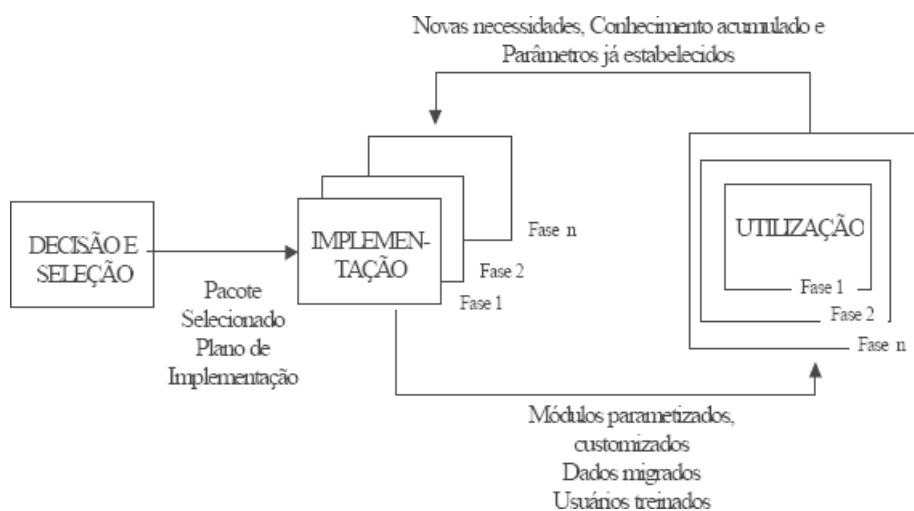 Novas necessidades, Conhecimento acumulado e
Parâmetros já estabelecidos
DECISÃO E
SELEÇÃO
Pacote
Selecionado
Plano de
Implementação
IMPLEMEN-
TAÇÃO
Fase n
Fase 2
Fase 1
UTILIZAÇÃO
Fase 1
Fase 2
Fase n
Módulos parametizados,
customizados
Dados migrados
Usuários treinados